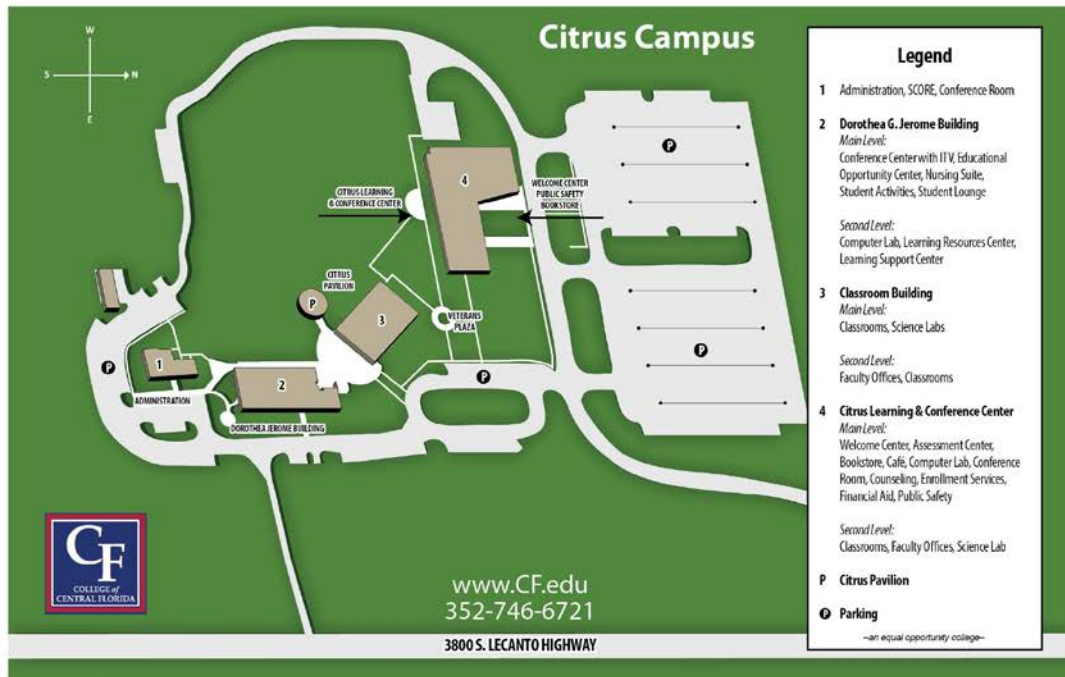 Citrus Campus
W
S
N
E
4
CITRUS LEARNING
& CONFERENCE CENTER
WELCOME CENTER
PUBLIC SAFETY
BOOKSTORE
P
CITRUS
PAVILION
P
3
VETERANS
PLAZA
P
P
1
P
2
ADMINISTRATION
DOROTHEA JEROME BUILDING
CF
COLLEGE of
CENTRAL FLORIDA
www.CF.edu
352-746-6721
3800 S. LECANTO HIGHWAY
Legend
1 Administration, SCORE, Conference Room
2 Dorothea G. Jerome Building
Main Level:
Conference Center with ITV, Educational
Opportunity Center, Nursing Suite,
Student Activities, Student Lounge
Second Level:
Computer Lab, Learning Resources Center,
Learning Support Center
3 Classroom Building
Main Level:
Classrooms, Science Labs
Second Level:
Faculty Offices, Classrooms
4 Citrus Learning & Conference Center
Main Level:
Welcome Center, Assessment Center,
Bookstore, Café, Computer Lab, Conference
Room, Counseling, Enrollment Services,
Financial Aid, Public Safety
Second Level:
Classrooms, Faculty Offices, Science Lab
P Citrus Pavilion
P Parking
–an equal opportunity college–